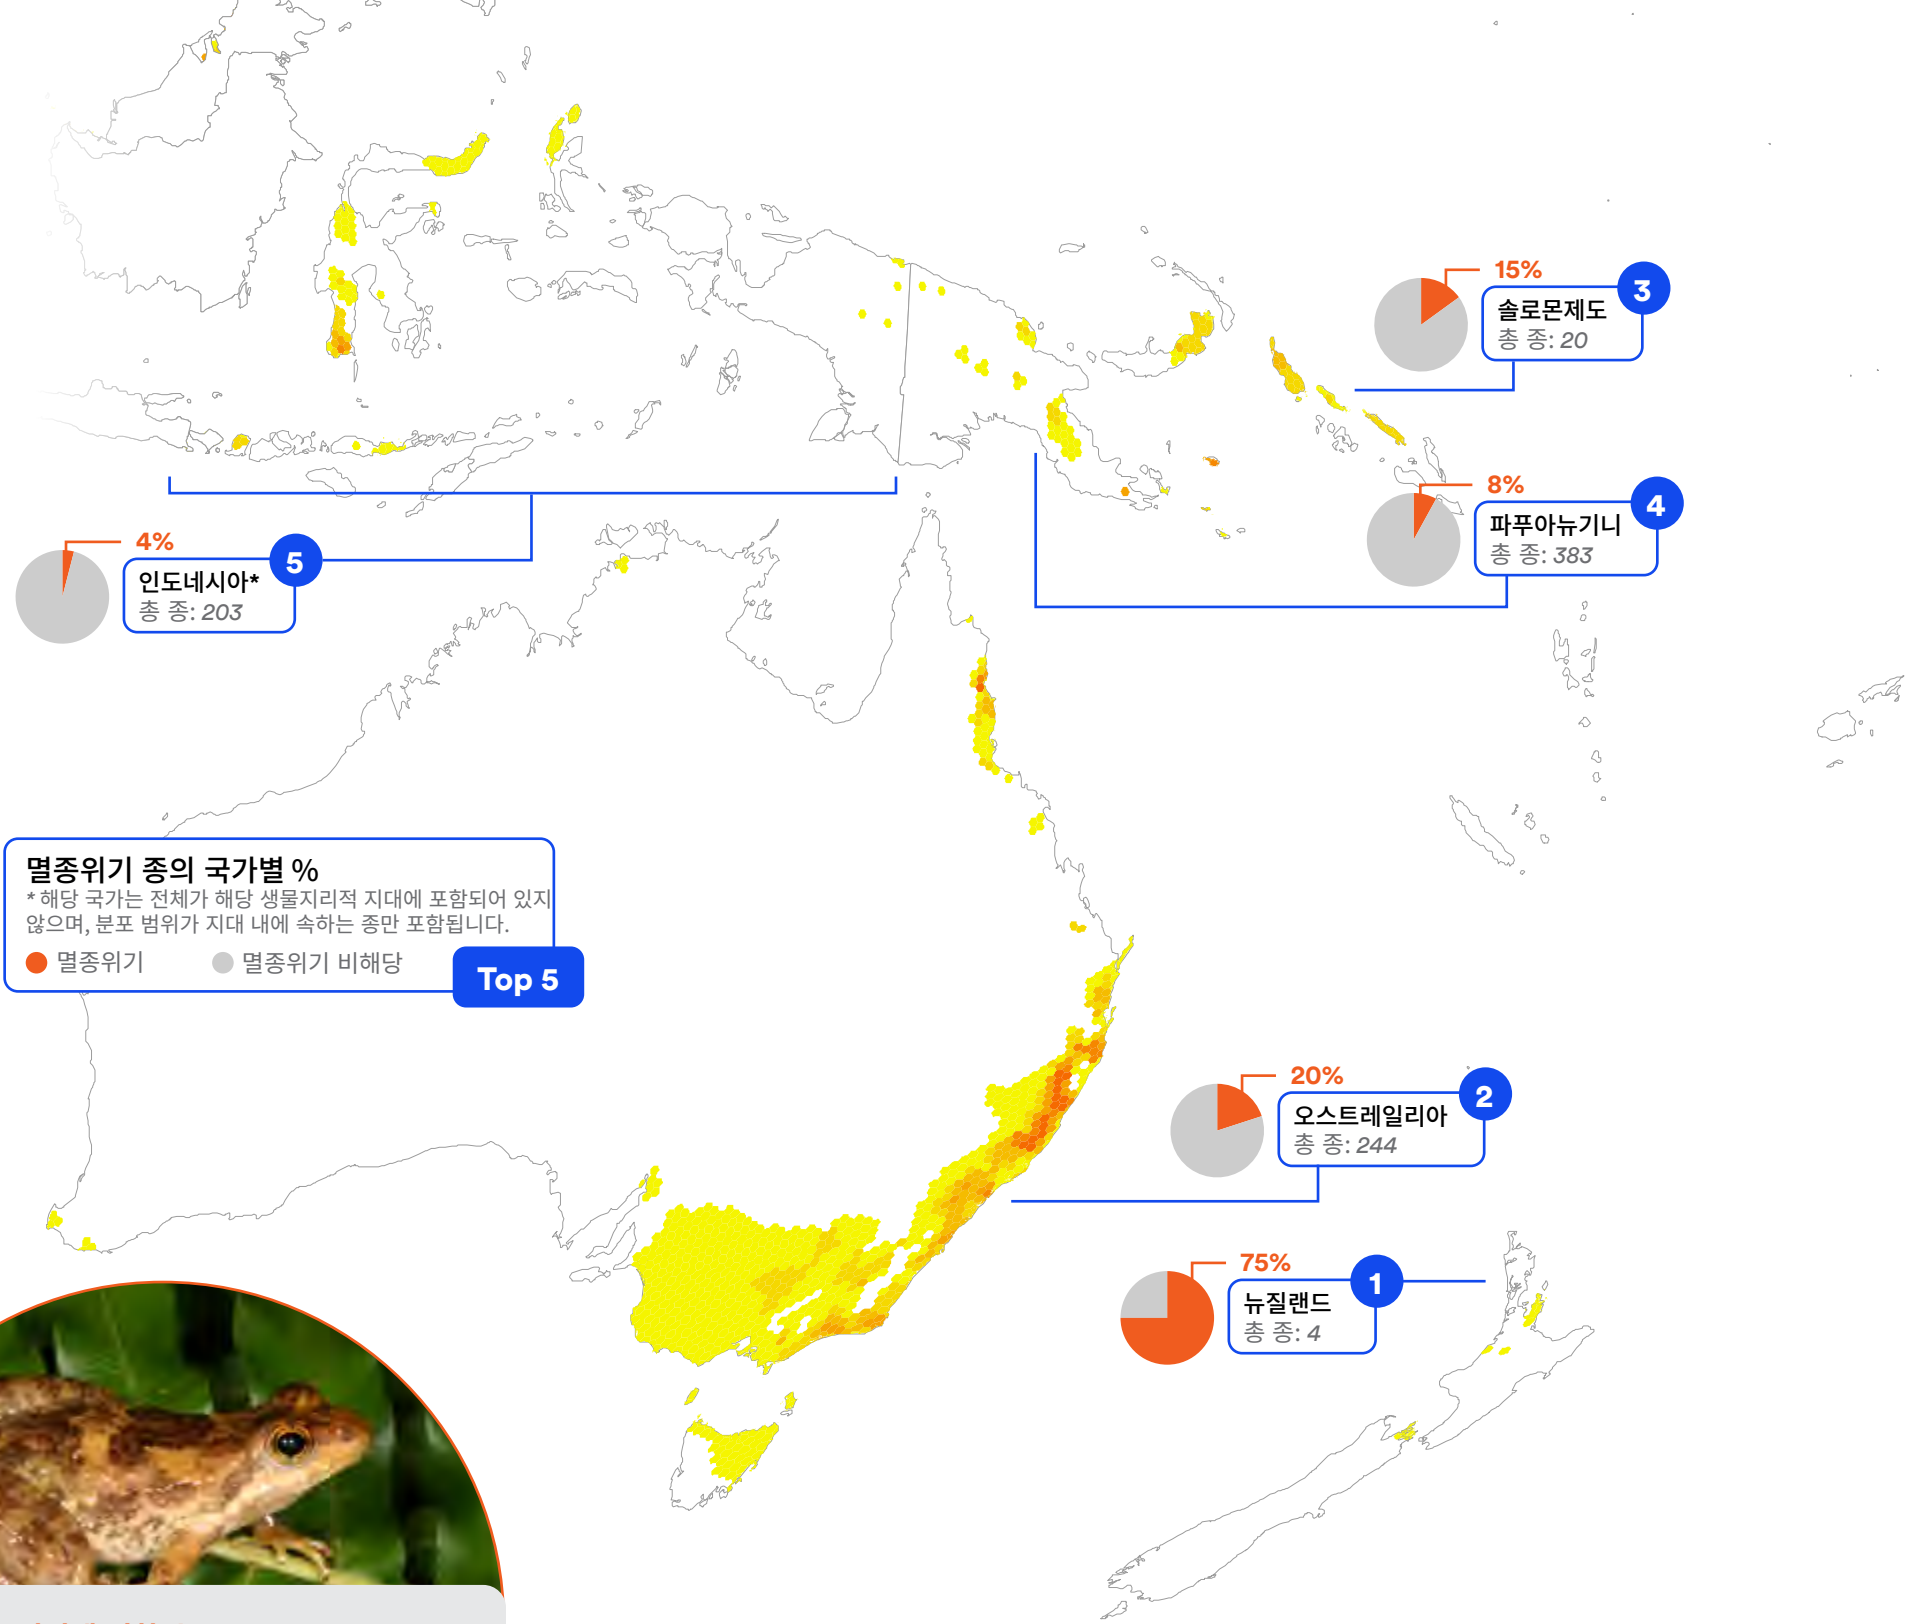 15%
3
솔로몬제도
총 종: 20
8%
4
파푸아뉴기니
총 종: 383
4%
5
인도네시아*
총 종: 203
멸종위기 종의 국가별 %
* 해당 국가는 전체가 해당 생물지리적 지대에 포함되어 있지
않으며, 분포 범위가 지대 내에 속하는 종만 포함됩니다.
멸종위기 멸종위기 비해당
Top 5
20%
2
오스트레일리아
총 종: 244
75%
1
뉴질랜드
총 종: 4